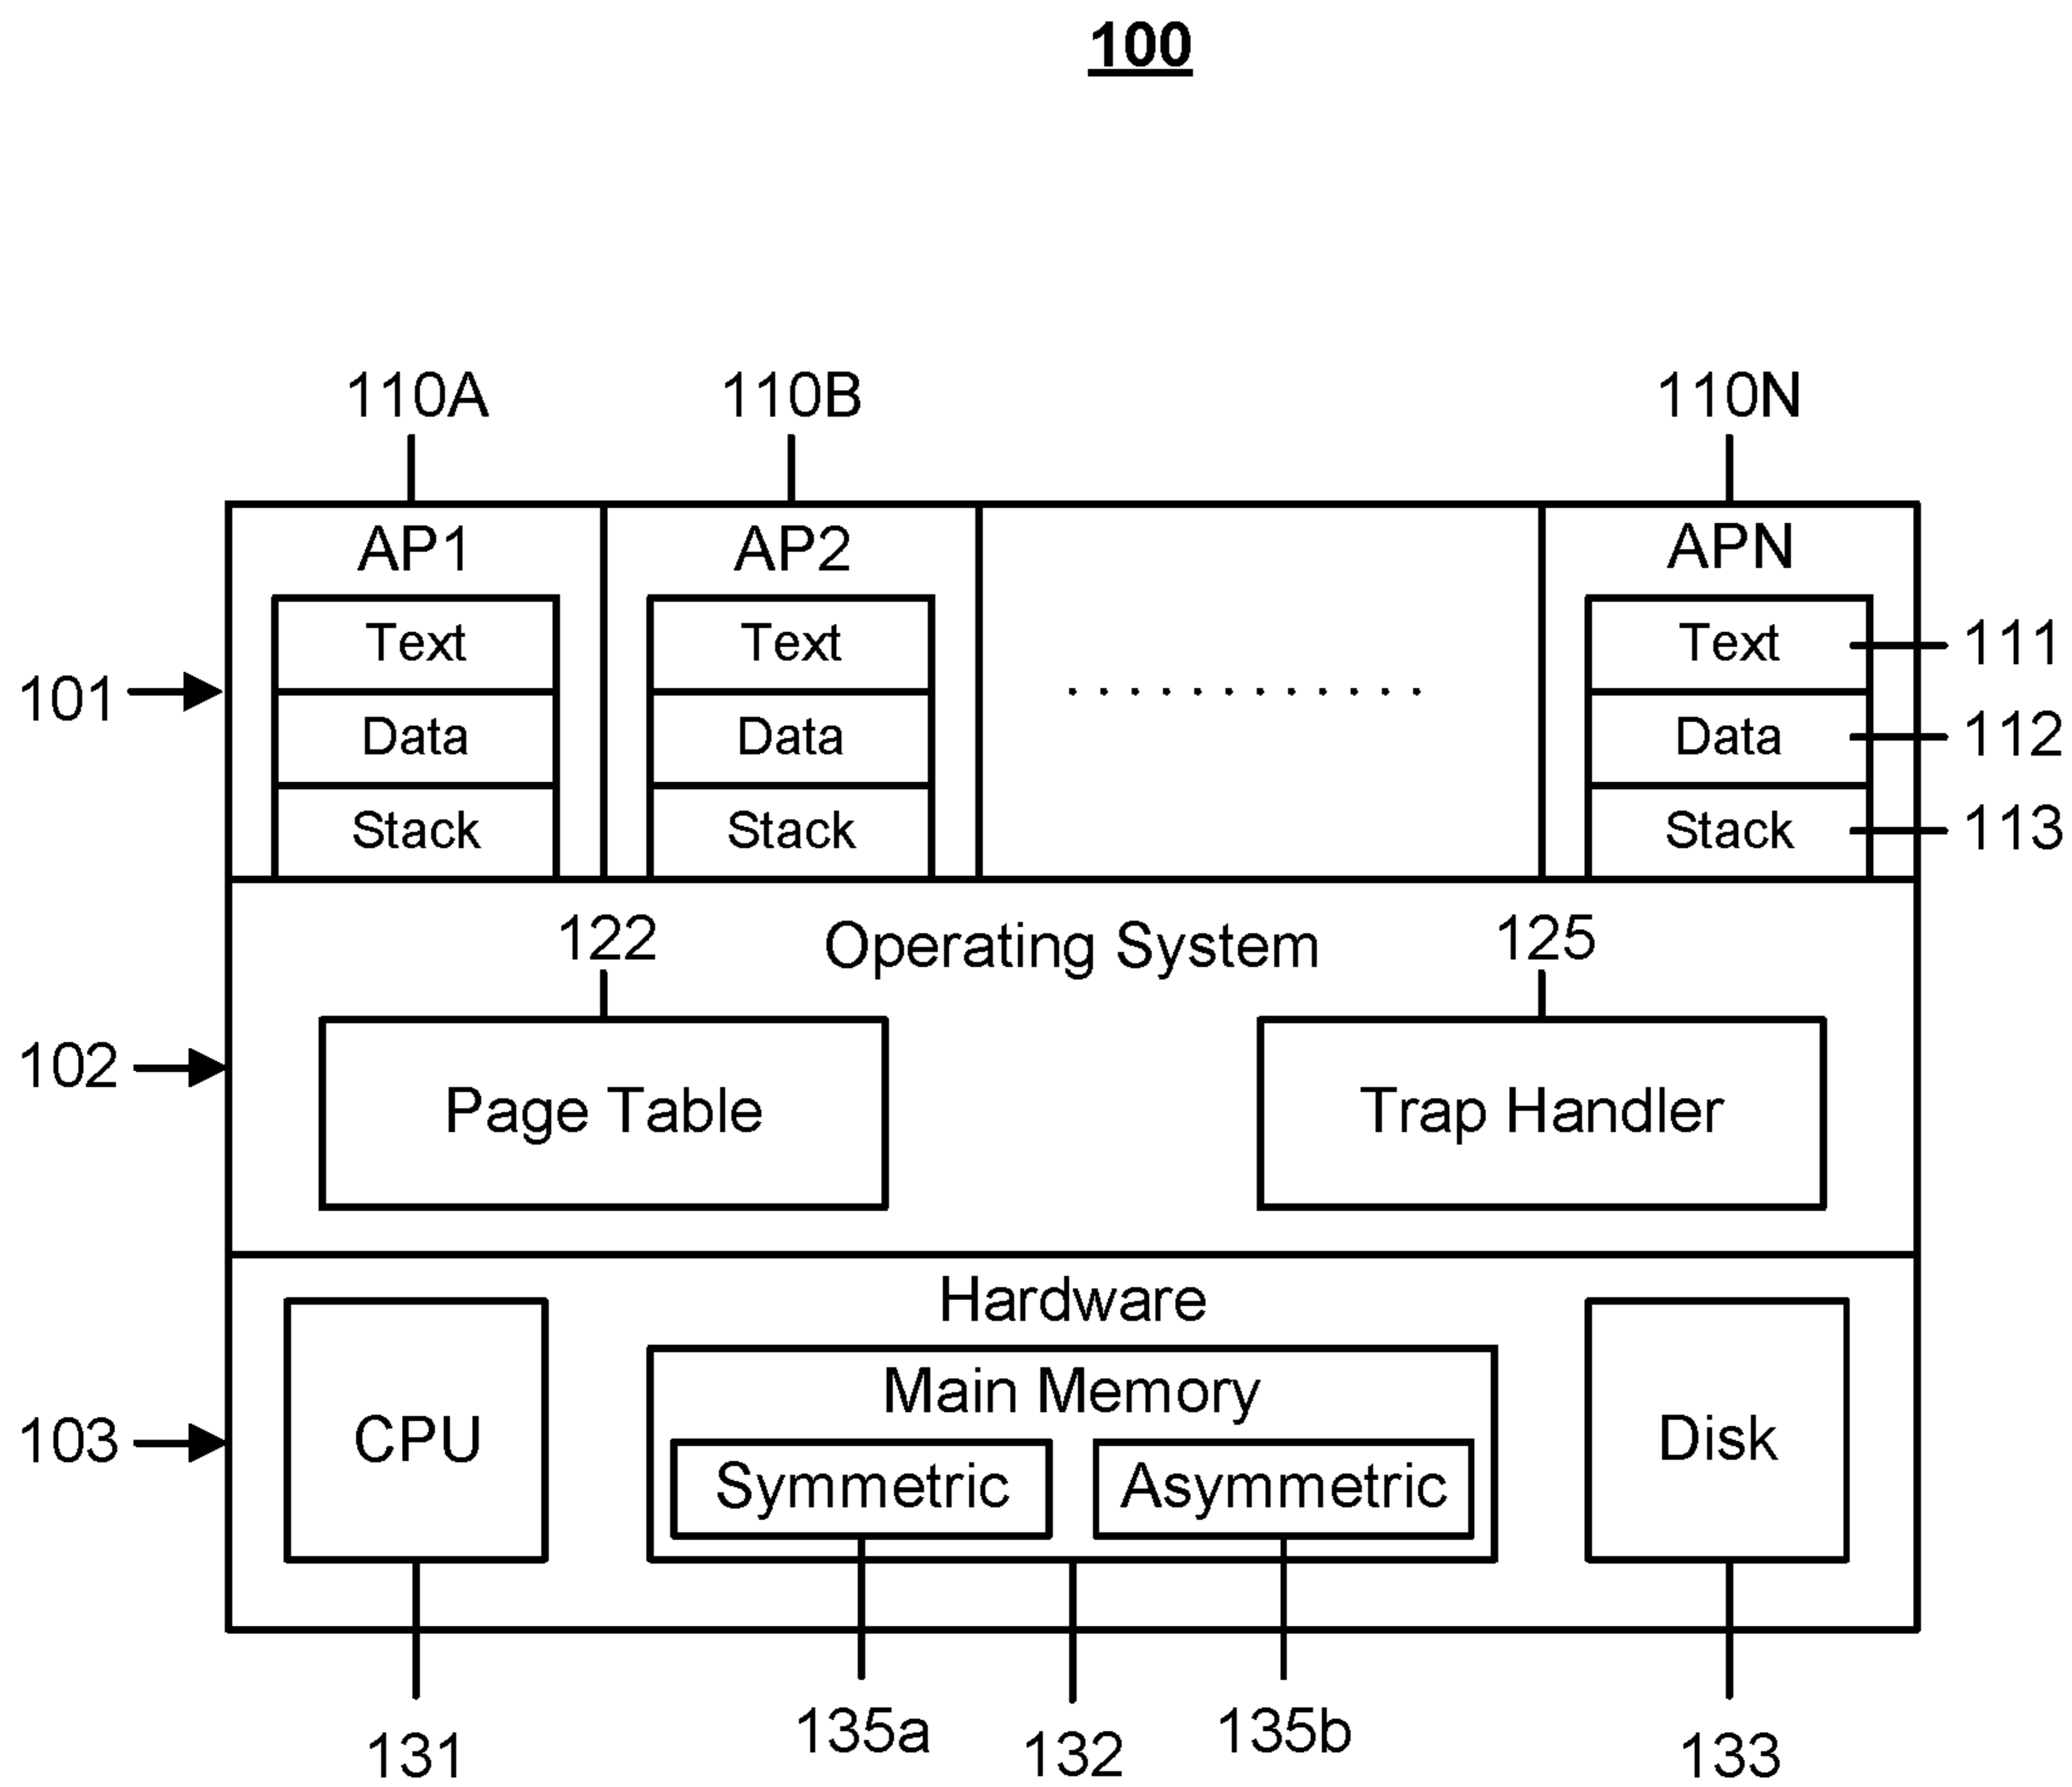 100
110A 110B 110N
AP1 AP2 APN
Text Text Text 111
101
Data Data ............ Data 112
Stack Stack Stack 113
122 Operating System 125
102
Page Table Trap Handler
Hardware
Main Memory
103 CPU Disk
Symmetric Asymmetric
135a 135b
131 132 133